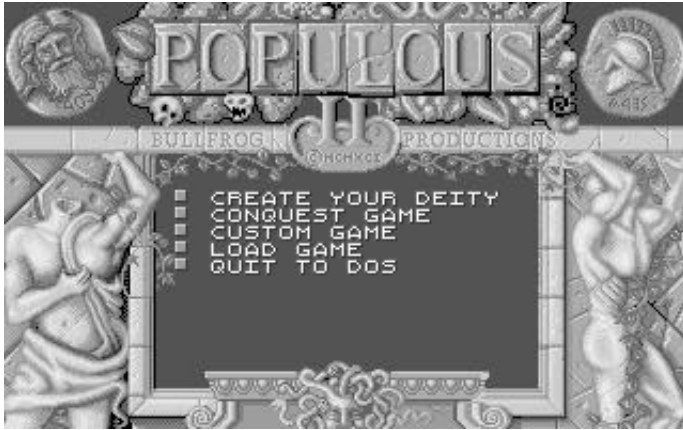 POPULOUS
II
BULLFROG PRODUCTIONS
©MCMXCI
CREATE YOUR DEITY
CONQUEST GAME
CUSTOM GAME
LOAD GAME
QUIT TO DOS